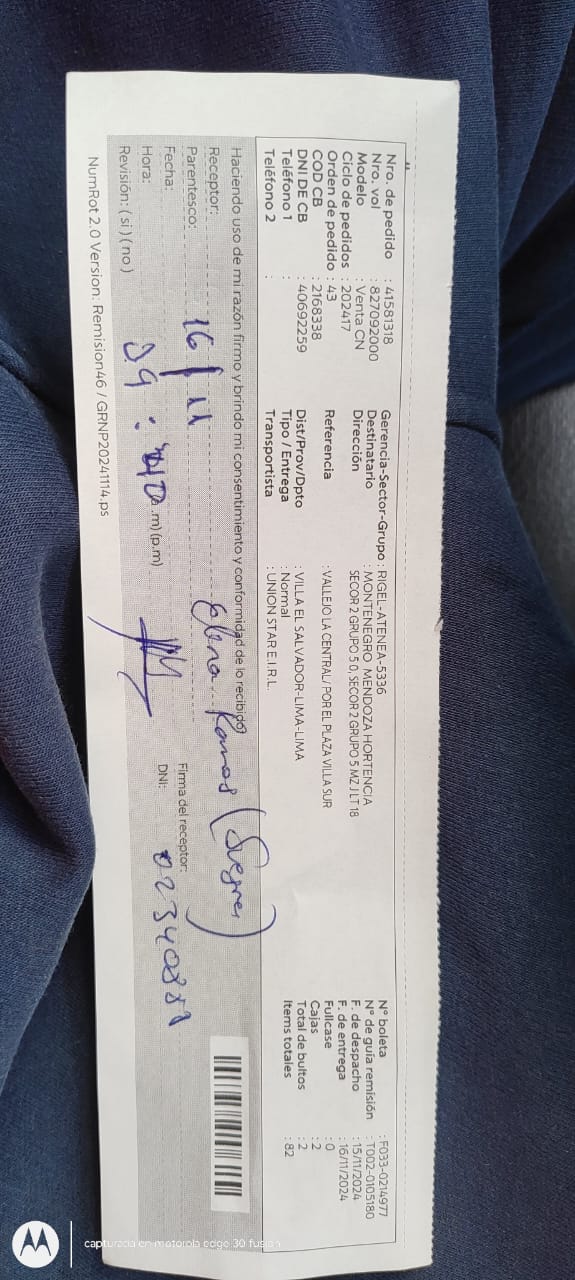 Nro. de pedido : 41581318
Nro. vol : 827092000
Modelo : Venta CN
Ciclo de pedidos : 202417
Orden de pedido : 43
COD CB : 2168338
DNI DE CB : 40692259
Teléfono 1 :
Teléfono 2 :
Gerencia-Sector-Grupo : RIGEL-ATENEA-5336
Destinatario : MONTENEGRO MENDOZA HORTENCIA
Dirección SECOR 2 GRUPO 5 0, SECOR 2 GRUPO 5 MZ J LT 18
Referencia : VALLEJO LA CENTRAL/ POR EL PLAZA VILLA SUR
Dist/Prov/Dpto : VILLA EL SALVADOR-LIMA-LIMA
Tipo / Entrega : Normal
Transportista : UNION STAR E.I.R.L.
N° boleta : F033-0214977
N° de guía remisión : T002-0105180
F. de despacho : 15/11/2024
F. de entrega : 16/11/2024
Fullcase : 0
Cajas : 2
Total de bultos : 2
Items totales : 82
Haciendo uso de mi razón firmo y brindo mi consentimiento y conformidad de lo recibido
Receptor: Elena Ramos (Suegra)
Parentesco:
Fecha: 16/11
Hora: 09 : 40 .m)(p.m)
Revisión: (si) (no)
Firma del receptor:
DNI:
NumRot 2.0 Version: Remision46 / GRNP20241114.ps
capturada en motorola edge 30 fusion